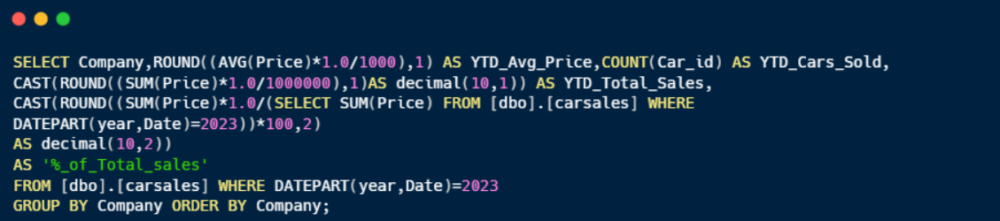 SELECT Company,ROUND((AVG(Price)*1.0/1000),1) AS YTD_Avg_Price,COUNT(Car_id) AS YTD_Cars_Sold,
CAST(ROUND((SUM(Price)*1.0/1000000),1)AS decimal(10,1)) AS YTD_Total_Sales,
CAST(ROUND((SUM(Price)*1.0/(SELECT SUM(Price) FROM [dbo].[carsales] WHERE
DATEPART(year,Date)=2023))*100,2)
AS decimal(10,2))
AS '%_of_Total_sales'
FROM [dbo].[carsales] WHERE DATEPART(year,Date)=2023
GROUP BY Company ORDER BY Company;